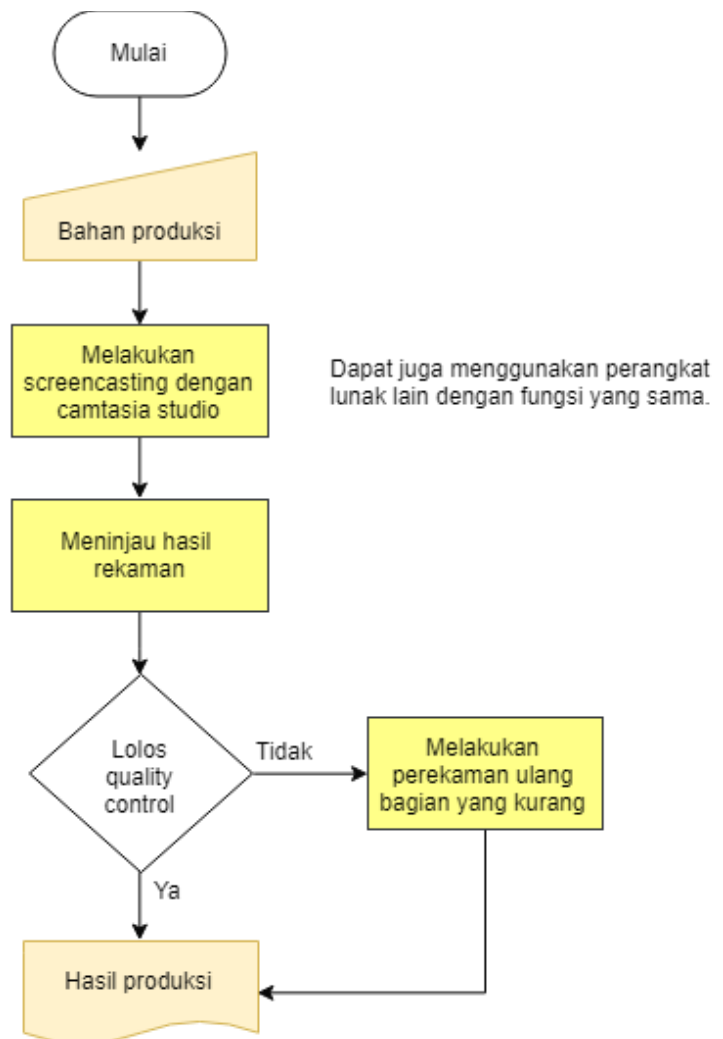 Mulai
Bahan produksi
Melakukan
screencasting dengan
camtasia studio
Dapat juga menggunakan perangkat
lunak lain dengan fungsi yang sama.
Meninjau hasil
rekaman
Lolos
quality
control
Tidak
Melakukan
perekaman ulang
bagian yang kurang
Ya
Hasil produksi